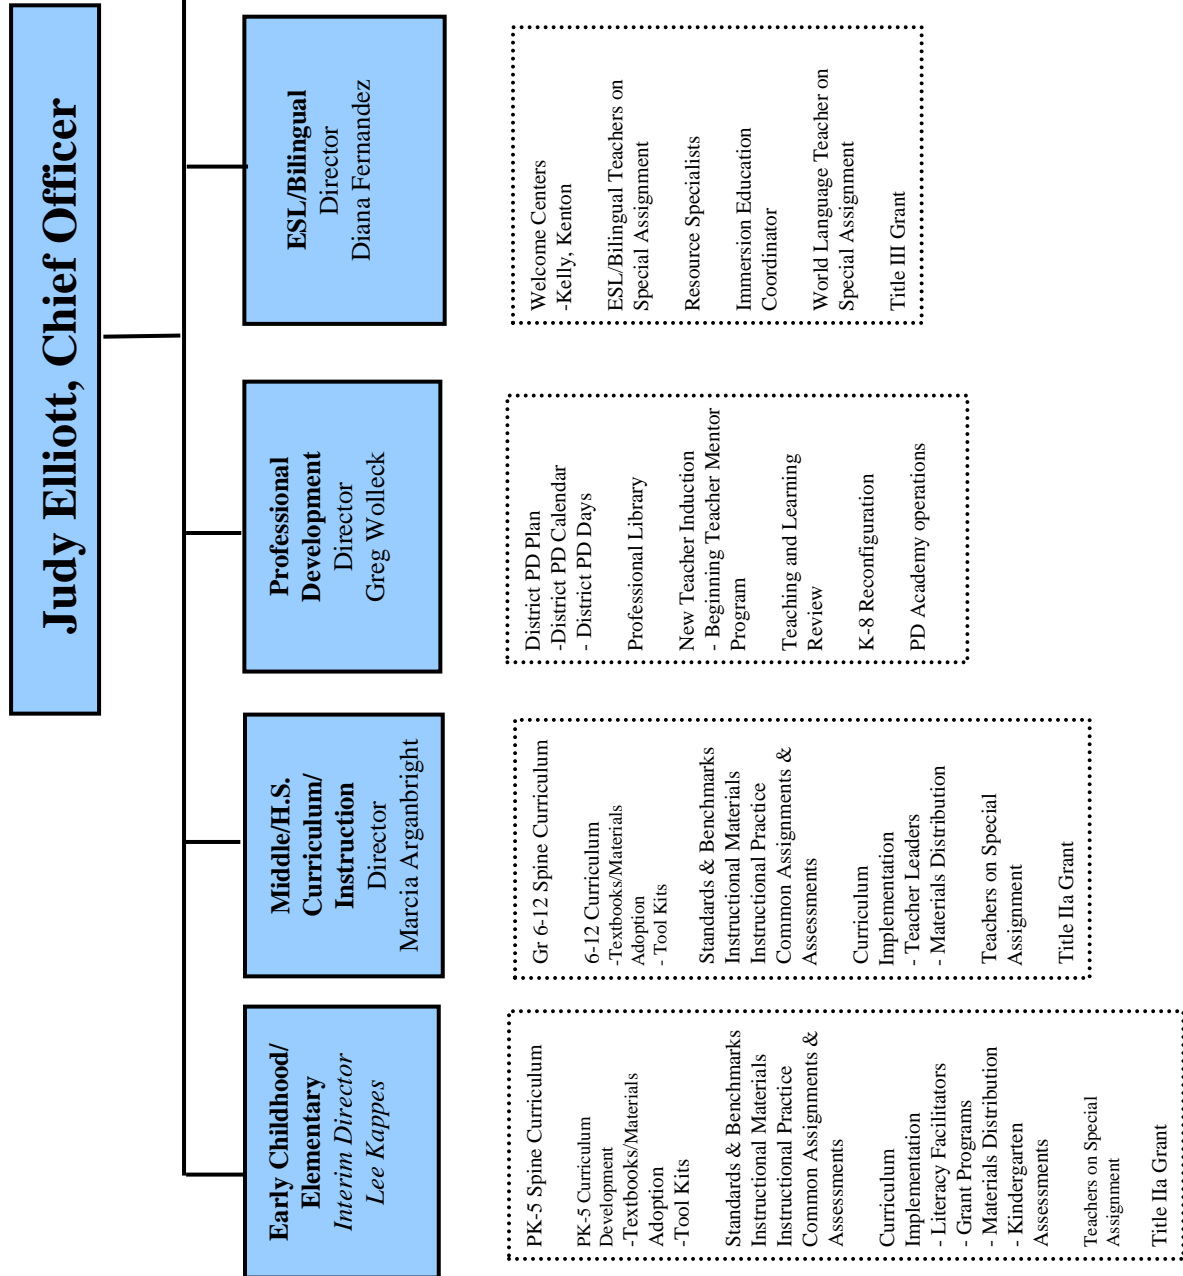 Judy Elliott, Chief Officer
Early Childhood/
Elementary
Interim Director
Lee Kappes
PK-5 Spine Curriculum
PK-5 Curriculum
Development
-Textbooks/Materials
Adoption
-Tool Kits
Standards & Benchmarks
Instructional Materials
Instructional Practice
Common Assignments &
Assessments
Curriculum
Implementation
- Literacy Facilitators
- Grant Programs
- Materials Distribution
- Kindergarten
Assessments
Teachers on Special
Assignment
Title IIa Grant
Middle/H.S.
Curriculum/
Instruction
Director
Marcia Arganbright
Gr 6-12 Spine Curriculum
6-12 Curriculum
-Textbooks/Materials
Adoption
- Tool Kits
Standards & Benchmarks
Instructional Materials
Instructional Practice
Common Assignments &
Assessments
Curriculum
Implementation
- Teacher Leaders
- Materials Distribution
Teachers on Special
Assignment
Title IIa Grant
Professional
Development
Director
Greg Wolleck
District PD Plan
-District PD Calendar
- District PD Days
Professional Library
New Teacher Induction
- Beginning Teacher Mentor
Program
Teaching and Learning
Review
K-8 Reconfiguration
PD Academy operations
ESL/Bilingual
Director
Diana Fernandez
Welcome Centers
-Kelly, Kenton
ESL/Bilingual Teachers on
Special Assignment
Resource Specialists
Immersion Education
Coordinator
World Language Teacher on
Special Assignment
Title III Grant